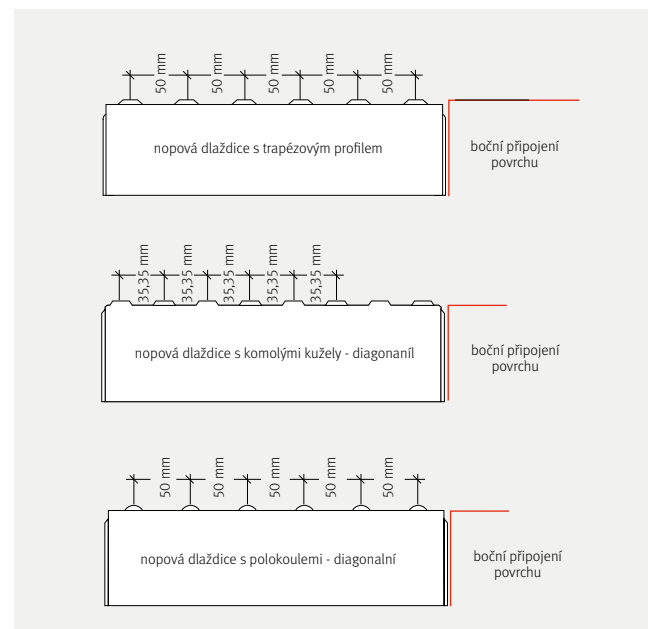 50 mm
50 mm
50 mm
50 mm
50 mm
nopová dlaždice s trapézovým profilem
boční připojení
povrchu
35,35 mm
35,35 mm
35,35 mm
35,35 mm
35,35 mm
nopová dlaždice s komolými kužely - diagonaníl
boční připojení
povrchu
50 mm
50 mm
50 mm
50 mm
50 mm
nopová dlaždice s polokoulemi - diagonalní
boční připojení
povrchu